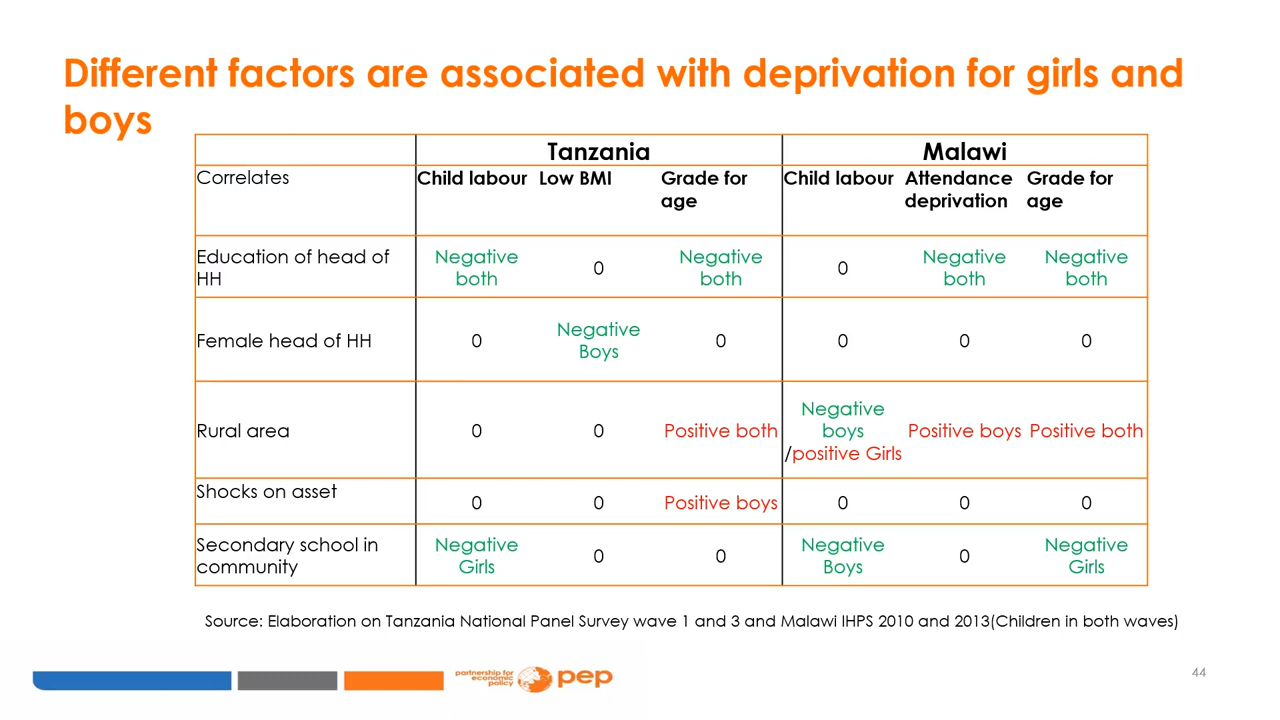 Different factors are associated with deprivation for girls and
boys
Tanzania Malawi
Correlates Child labour Low BMI Grade for Child labour Attendance Grade for
age deprivation age
Education of head of Negative Negative Negative Negative
HH both 0 both 0 both both
Female head of HH 0 Negative 0 0 0 0
Boys
Rural area 0 0 Positive both Negative Positive boys Positive both
boys
/positive Girls
Shocks on asset 0 0 Positive boys 0 0 0
Secondary school in Negative 0 0 Negative 0 Negative
community Girls Boys Girls
Source: Elaboration on Tanzania National Panel Survey wave 1 and 3 and Malawi IHPS 2010 and 2013(Children in both waves)
partnership for
economic
policy
pep
44